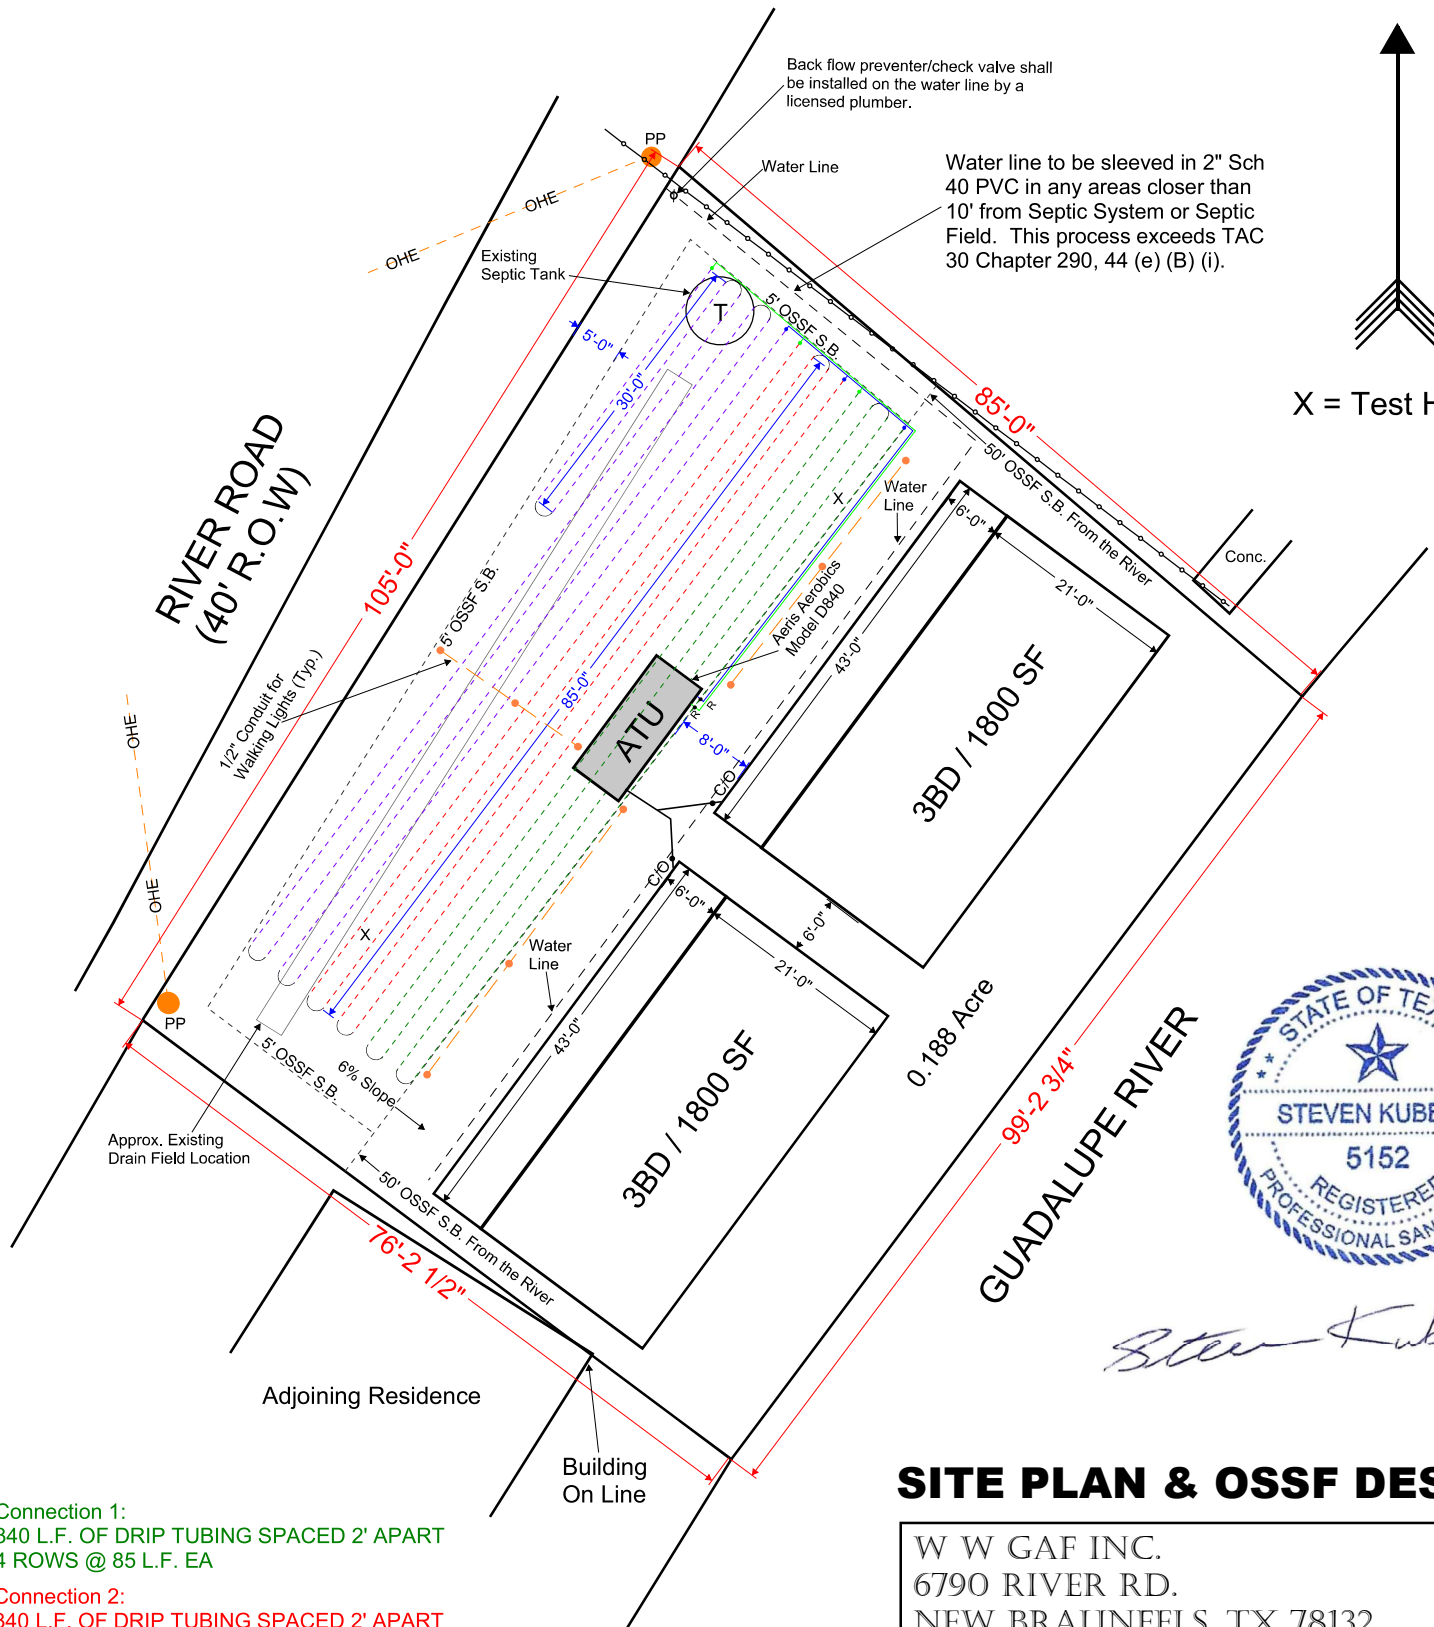 Back flow preventer/check valve shall
be installed on the water line by a
licensed plumber.
PP
Water Line
Water line to be sleeved in 2" Sch
40 PVC in any areas closer than
10' from Septic System or Septic
Field. This process exceeds TAC
30 Chapter 290, 44 (e) (B) (i).
OHE
OHE
Existing
Septic Tank
T
5' OSSF S.B.
5'-0"
30'-0"
85'-0"
X = Test H
RIVER ROAD
(40' R.O.W)
50' OSSF S.B. From the River
X
Water
Line
6'-0"
21'-0"
Conc.
105'-0"
5' OSSF S.B.
Aeris Aerobics
Model D840
43'-0"
3BD / 1800 SF
1/2" Conduit for
Walking Lights (Typ.)
85'-0"
ATU
R
R
8'-0"
C/O
OHE
OHE
C/O
6'-0"
6'-0"
21'-0"
X
Water
Line
43'-0"
3BD / 1800 SF
0.188 Acre
PP
5' OSSF S.B.
6% Slope
99'-2 3/4"
GUADALUPE RIVER
Approx. Existing
Drain Field Location
50' OSSF S.B. From the River
76'-2 1/2"
STATE OF TEX
STEVEN KUBE
5152
REGISTERE
PROFESSIONAL SAN
Steven Kub
Adjoining Residence
Building
On Line
Connection 1:
340 L.F. OF DRIP TUBING SPACED 2' APART
4 ROWS @ 85 L.F. EA
Connection 2:
340 L.F. OF DRIP TUBING SPACED 2' APART
SITE PLAN & OSSF DES
W W GAF INC.
6790 RIVER RD.
NEW BRAUNFELS, TX 78132